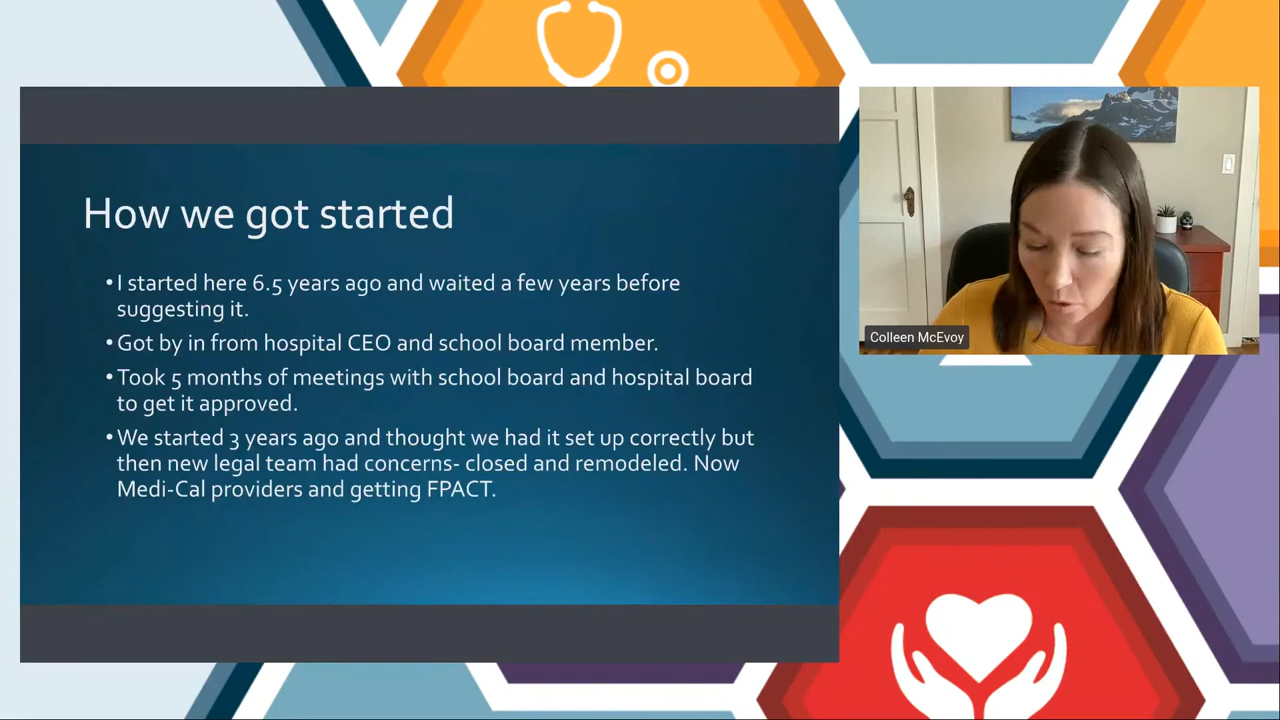 How we got started
•I started here 6.5 years ago and waited a few years before
suggesting it.
•Got by in from hospital CEO and school board member.
•Took 5 months of meetings with school board and hospital board
to get it approved.
•We started 3 years ago and thought we had it set up correctly but
then new legal team had concerns- closed and remodeled. Now
Medi-Cal providers and getting FPACT.
Colleen McEvoy